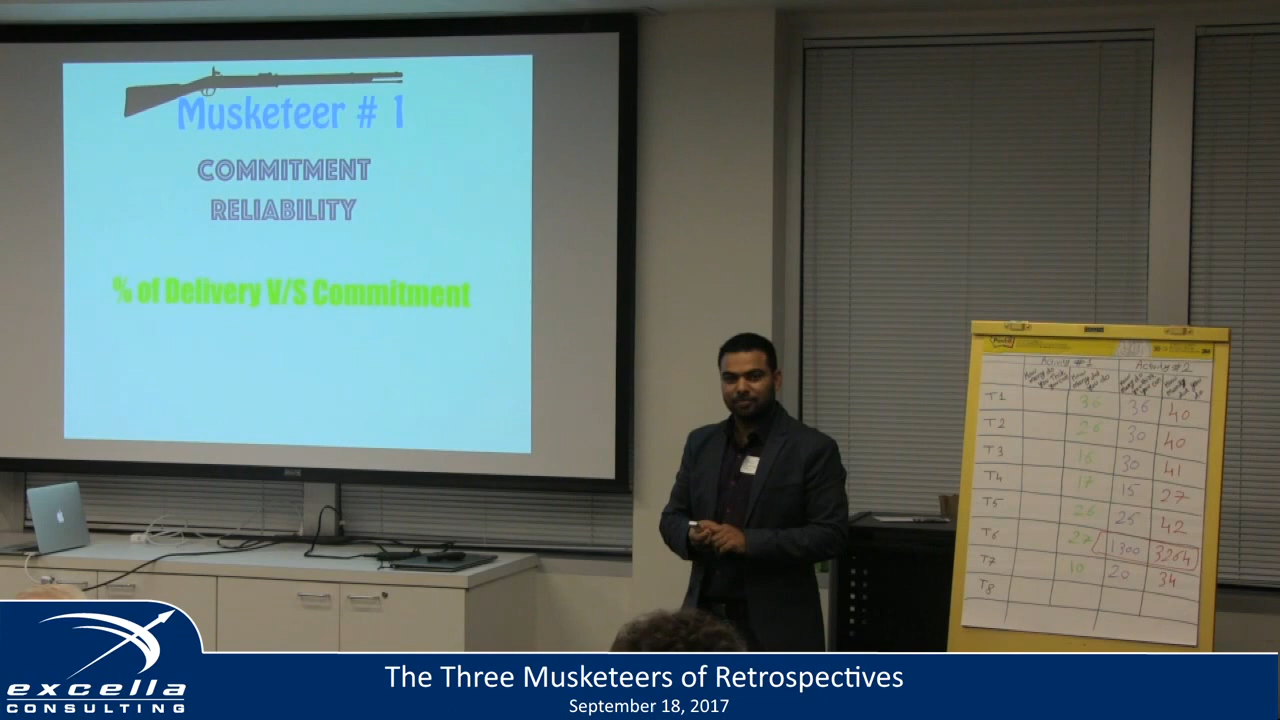 Musketeer # 1
COMMITMENT
RELIABILITY
% of Delivery V/S Commitment
Activity #1 Activity #2
T1 36 36 40
T2 26 30 40
T3 16 30 41
T4 17 15 27
T5 26 25 42
T6 27 1300 3264
T7 10 20 34
T8
excella
CONSULTING
The Three Musketeers of Retrospectives
September 18, 2017